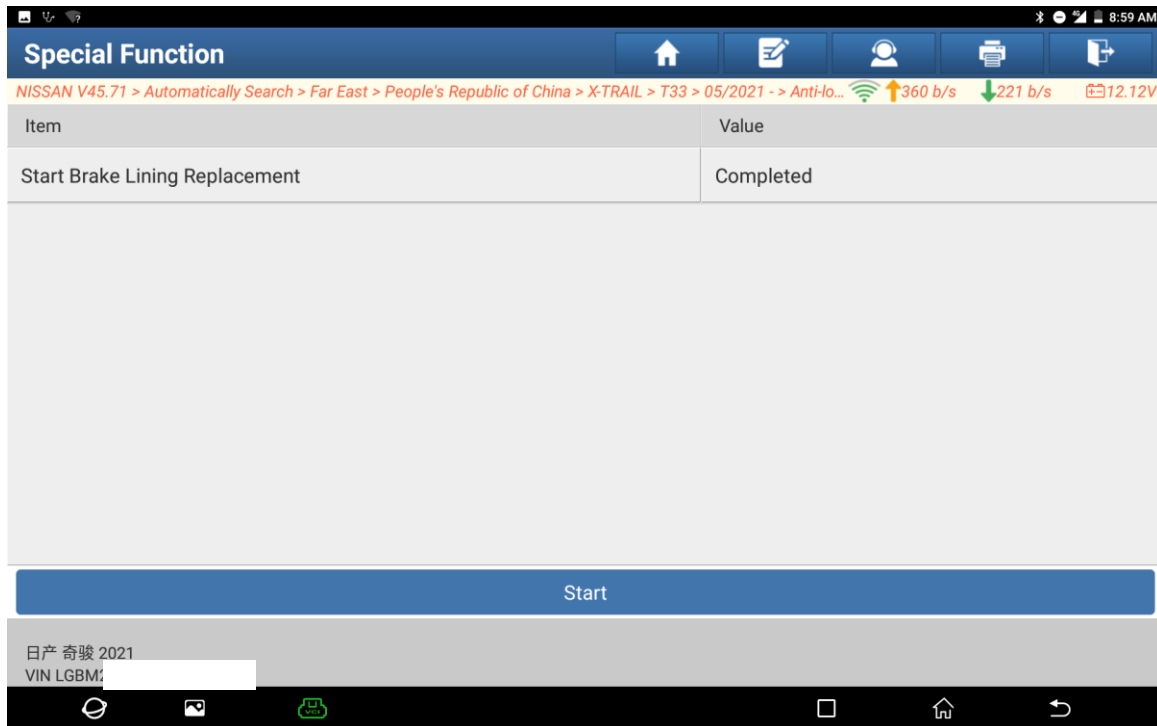 8:59 AM
Special Function
NISSAN V45.71 > Automatically Search > Far East > People's Republic of China > X-TRAIL > T33 > 05/2021 - > Anti-lo... 360 b/s 221 b/s 12.12V
Item Value
Start Brake Lining Replacement Completed
Start
日产 奇骏 2021
VIN LGBM2
VCI